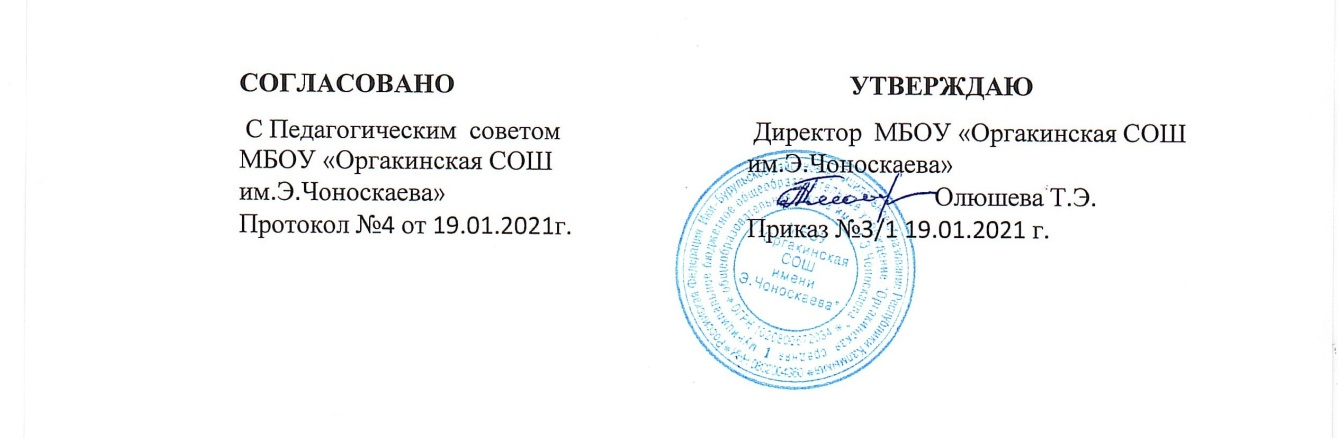 СОГЛАСОВАНО
С Педагогическим советом
МБОУ «Оргакинская СОШ
им.Э.Чоноскаева»
Протокол №4 от 19.01.2021г.
УТВЕРЖДАЮ
Директор МБОУ «Оргакинская СОШ
им.Э.Чоноскаева»
Олюшева Т.Э.
Приказ №3/1 19.01.2021 г.
Оргакинская
СОШ
имени
Э.Чоноскаева"